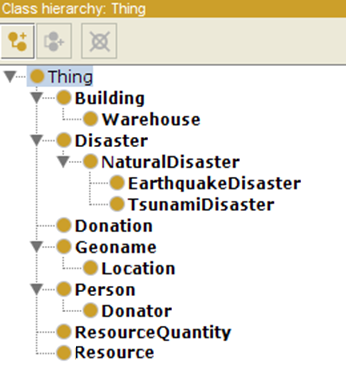 Class hierarchy: Thing
Thing
Building
Warehouse
Disaster
NaturalDisaster
EarthquakeDisaster
TsunamiDisaster
Donation
Geoname
Location
Person
Donator
ResourceQuantity
Resource